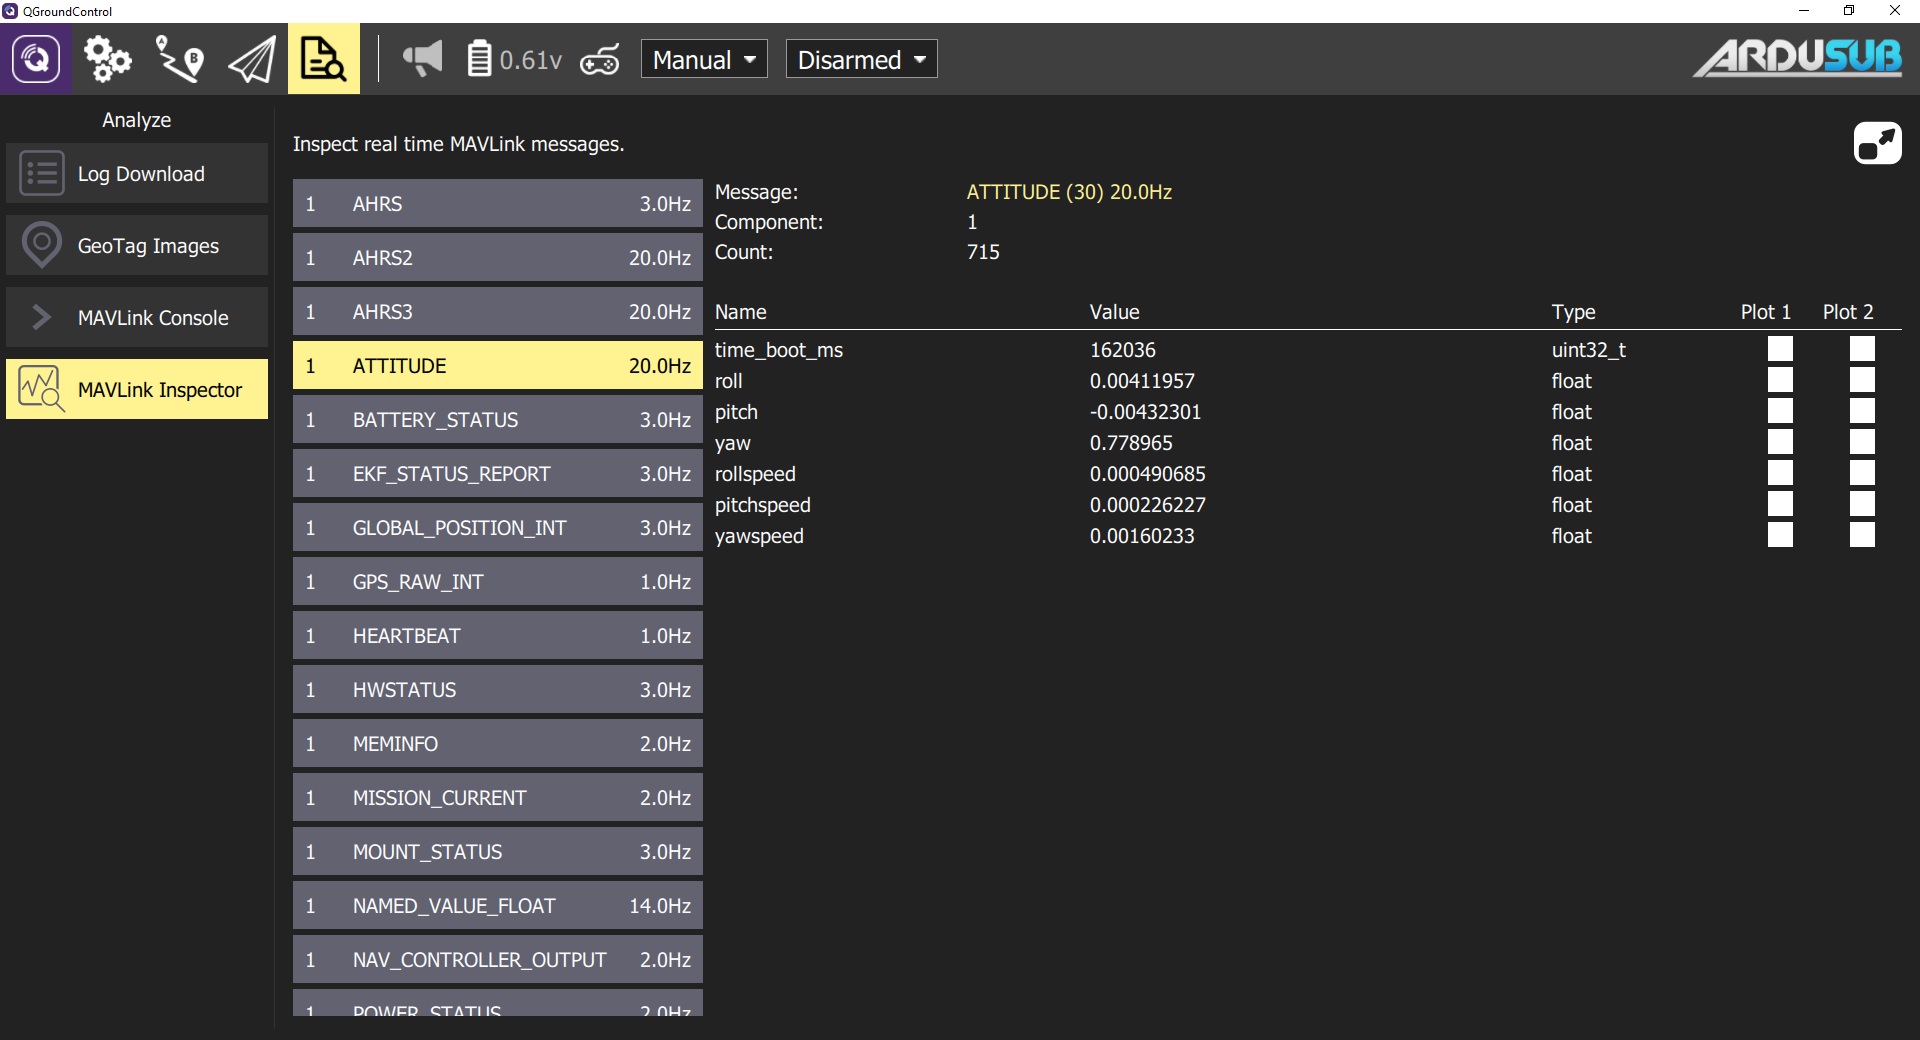 QGroundControl
0.61v
Manual
Disarmed
ARDUSUB
Analyze
Log Download
GeoTag Images
MAVLink Console
MAVLink Inspector
Inspect real time MAVLink messages.
1 AHRS 3.0Hz
1 AHRS2 20.0Hz
1 AHRS3 20.0Hz
1 ATTITUDE 20.0Hz
1 BATTERY_STATUS 3.0Hz
1 EKF_STATUS_REPORT 3.0Hz
1 GLOBAL_POSITION_INT 3.0Hz
1 GPS_RAW_INT 1.0Hz
1 HEARTBEAT 1.0Hz
1 HWSTATUS 3.0Hz
1 MEMINFO 2.0Hz
1 MISSION_CURRENT 2.0Hz
1 MOUNT_STATUS 3.0Hz
1 NAMED_VALUE_FLOAT 14.0Hz
1 NAV_CONTROLLER_OUTPUT 2.0Hz
1 POWER_STATUS 2.0Hz
Message: ATTITUDE (30) 20.0Hz
Component: 1
Count: 715
Name Value Type Plot 1 Plot 2
time_boot_ms 162036 uint32_t
roll 0.00411957 float
pitch -0.00432301 float
yaw 0.778965 float
rollspeed 0.000490685 float
pitchspeed 0.000226227 float
yawspeed 0.00160233 float